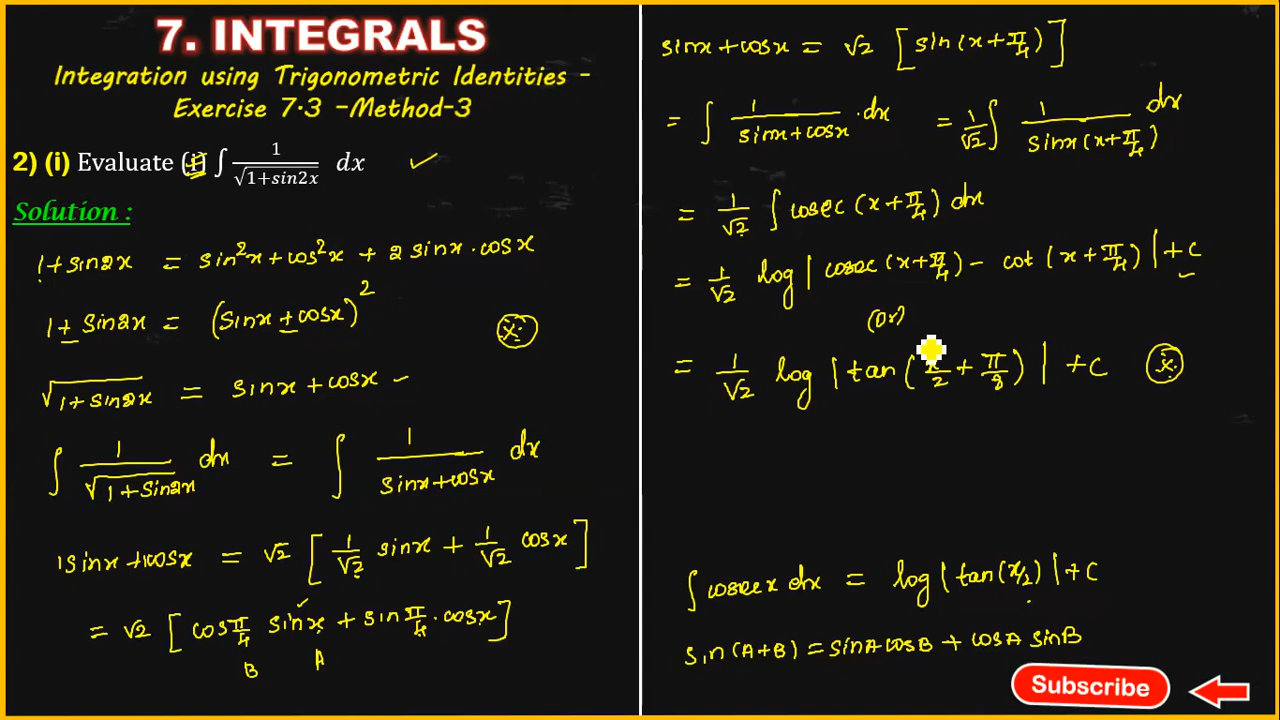 7. INTEGRALS
Integration using Trigonometric Identities -
Exercise 7.3 -Method-3
2) (i) Evaluate (i) ∫ 1/√(1+sin2x) dx ✓
Solution :
1+sin2x = sin²x + cos²x + 2 sinx · cosx
1+ sin2x = (sinx + cosx)²
√(1+sin2x) = sinx + cosx -
∫ 1/√(1+sin2x) dx = ∫ 1/(sinx+cosx) dx
1sinx +1cosx = √2 [ 1/√2 sinx + 1/√2 cosx ]
= √2 [ cos π/4 sinx + sin π/4 · cosx ]
B A
sinx + cosx = √2 [ sin(x+π/4) ]
= ∫ 1/(sinx+cosx) · dx = 1/√2 ∫ 1/(sinx(x+π/4)) dx
= 1/√2 ∫ cosec (x+π/4) dx
= 1/√2 log | cosec (x+π/4) - cot (x+π/4) | + c
(or)
= 1/√2 log | tan (x/2 + π/8) | + c
∫ cosec x dx = log | tan(x/2) | + c
sin(A+B) = sinA cosB + cosA sinB
Subscribe